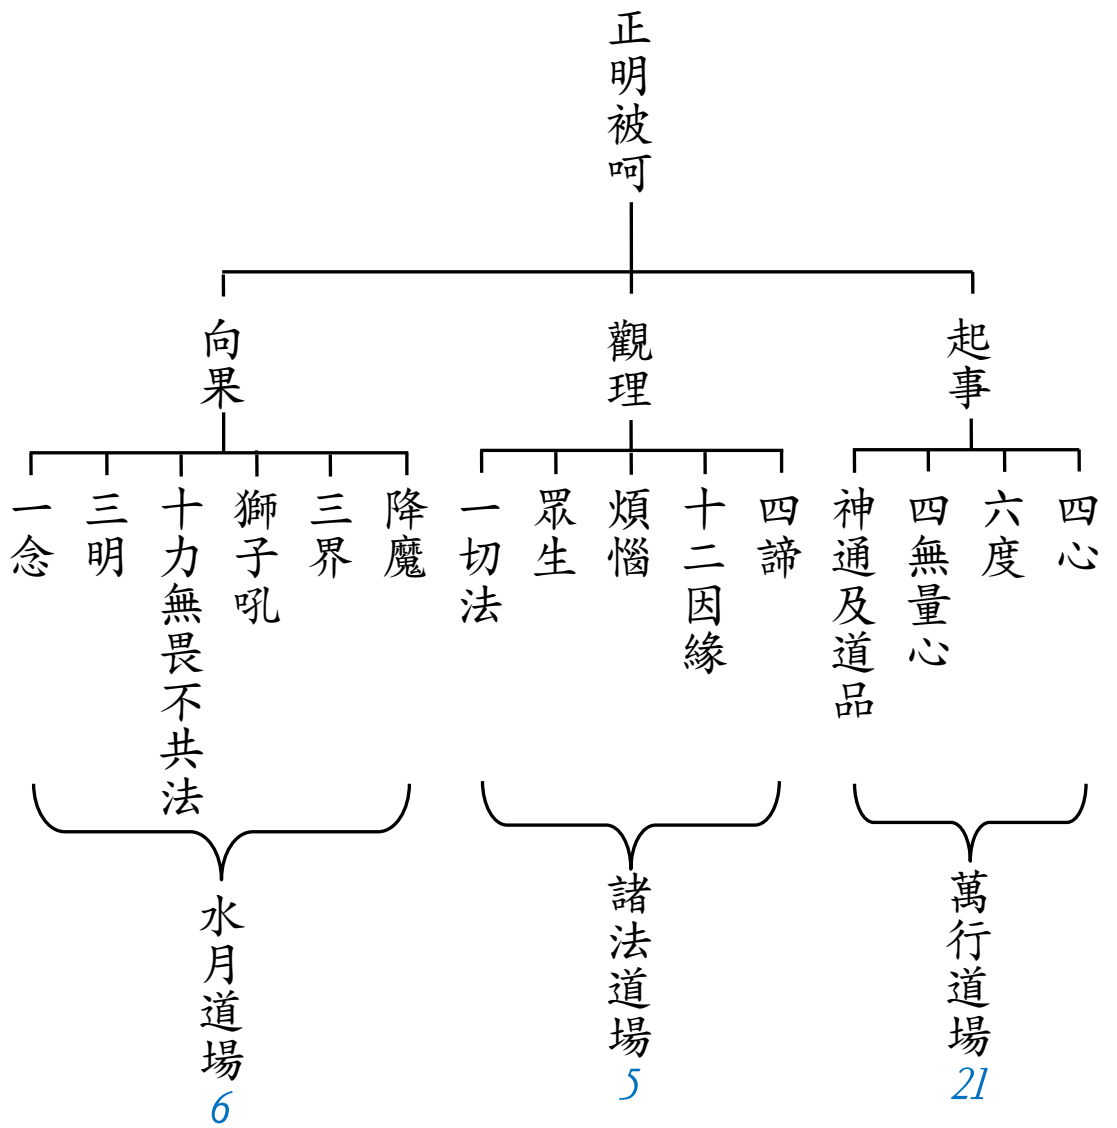 正明被呵
起事
觀理
向果
四心
六度
四無量心
神通及道品
四諦
十二因緣
煩惱
眾生
一切法
降魔
三界
獅子吼
十力無畏不共法
三明
一念
萬行道場
21
諸法道場
5
水月道場
6